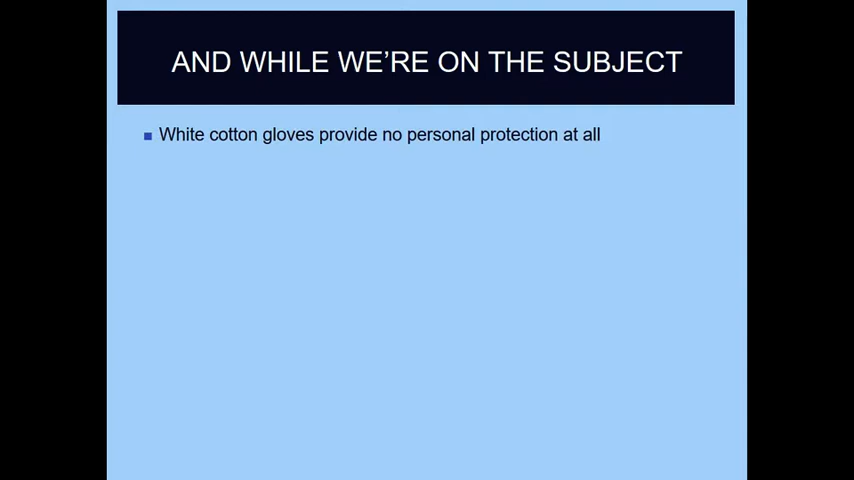 AND WHILE WE’RE ON THE SUBJECT
White cotton gloves provide no personal protection at all